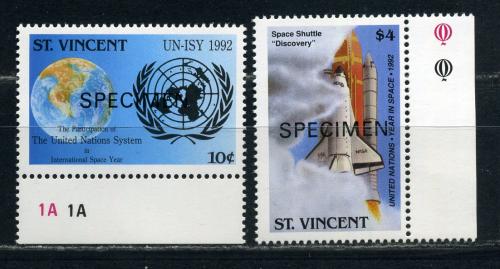 ST. VINCENT
UN-ISY 1992
SPECIMEN
The Participation of
The United Nations System
in
International Space Year
10¢
1A 1A
Space Shuttle
"Discovery"
$4
SPECIMEN
UNITED NATIONS - YEAR IN SPACE - 1992
ST. VINCENT